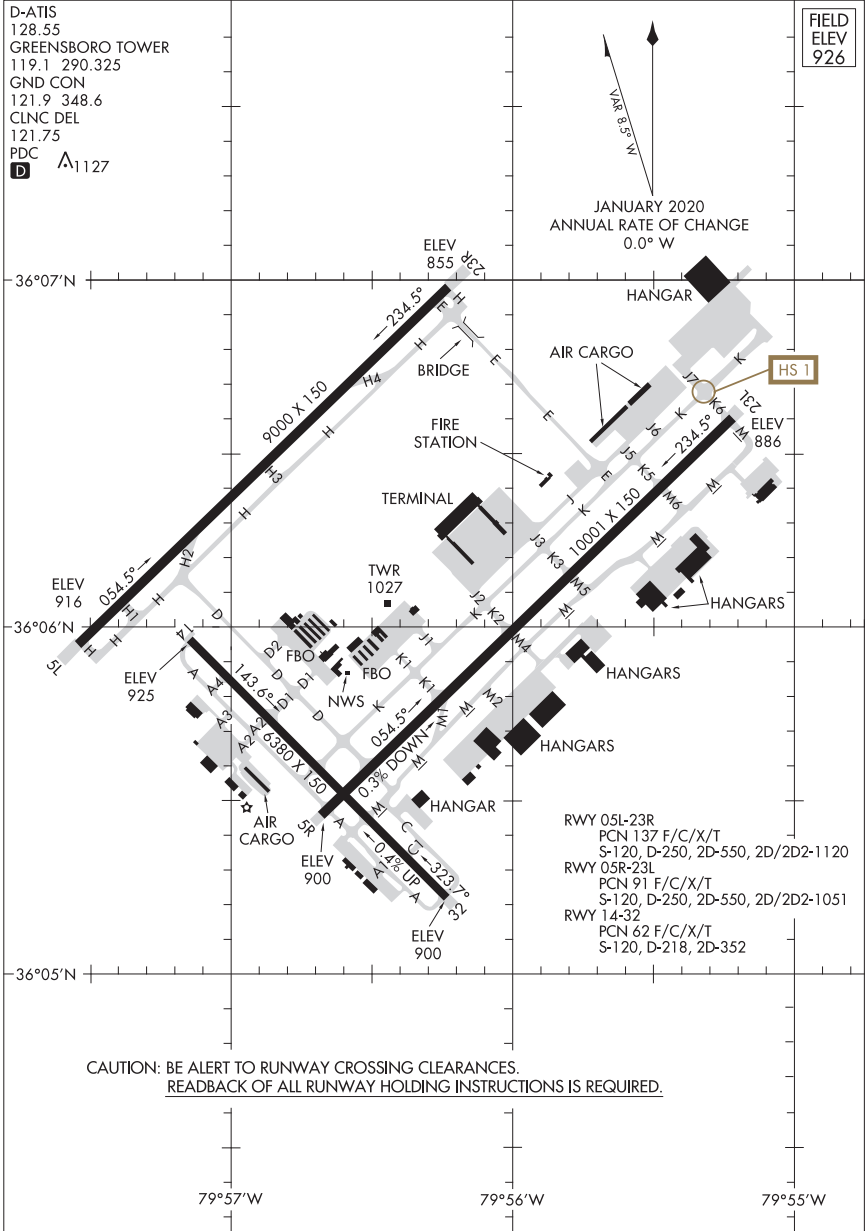 D-ATIS
128.55
GREENSBORO TOWER
119.1 290.325
GND CON
121.9 348.6
CLNC DEL
121.75
PDC
D
1127
FIELD
ELEV
926
VAR 8.5° W
JANUARY 2020
ANNUAL RATE OF CHANGE
0.0° W
36°07'N
ELEV
855
23R
H
E
234.5°
H
BRIDGE
E
H4
9000 X 150
H
H3
H
E
HANGAR
AIR CARGO
J7
K
HS 1
K6
23L
K
J6
M
ELEV
886
234.5°
FIRE
STATION
J5
K5
E
M
M6
J
K
TERMINAL
10001 X 150
J3
K3
M
M5
HANGARS
H2
054.5°
ELEV
916
H1
H
H
H
5L
D
TWR
1027
J2
K2
K
M
36°06'N
14
J1
M4
D2
FBO
D
FBO
NWS
K1
K1
HANGARS
ELEV
925
A
A4
143.6°
D1
D1
D
K
054.5°
M1
M
M2
A3
A2
A2
6380 X 150
0.3% DOWN
M
HANGARS
AIR
CARGO
5R
A
M
HANGAR
C
C
ELEV
900
0.4% UP
323.7°
A1
A
32
ELEV
900
RWY 05L-23R
PCN 137 F/C/X/T
S-120, D-250, 2D-550, 2D/2D2-1120
RWY 05R-23L
PCN 91 F/C/X/T
S-120, D-250, 2D-550, 2D/2D2-1051
RWY 14-32
PCN 62 F/C/X/T
S-120, D-218, 2D-352
36°05'N
CAUTION: BE ALERT TO RUNWAY CROSSING CLEARANCES.
READBACK OF ALL RUNWAY HOLDING INSTRUCTIONS IS REQUIRED.
79°57'W
79°56'W
79°55'W